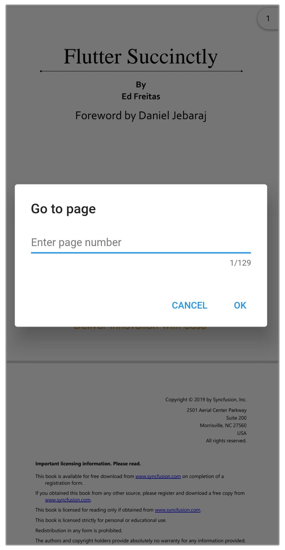 1
Flutter Succinctly
By
Ed Freitas
Foreword by Daniel Jebaraj
Go to page
Enter page number
1/129
CANCEL OK
Deliver Innovation with Ease
Copyright © 2019 by Syncfusion, Inc.
2501 Aerial Center Parkway
Suite 200
Morrisville, NC 27560
USA
All rights reserved.
Important licensing information. Please read.
This book is available for free download from www.syncfusion.com on completion of a
registration form.
If you obtained this book from any other source, please register and download a free copy from
www.syncfusion.com.
This book is licensed for reading only if obtained from www.syncfusion.com.
This book is licensed strictly for personal or educational use.
Redistribution in any form is prohibited.
The authors and copyright holders provide absolutely no warranty for any information provided.